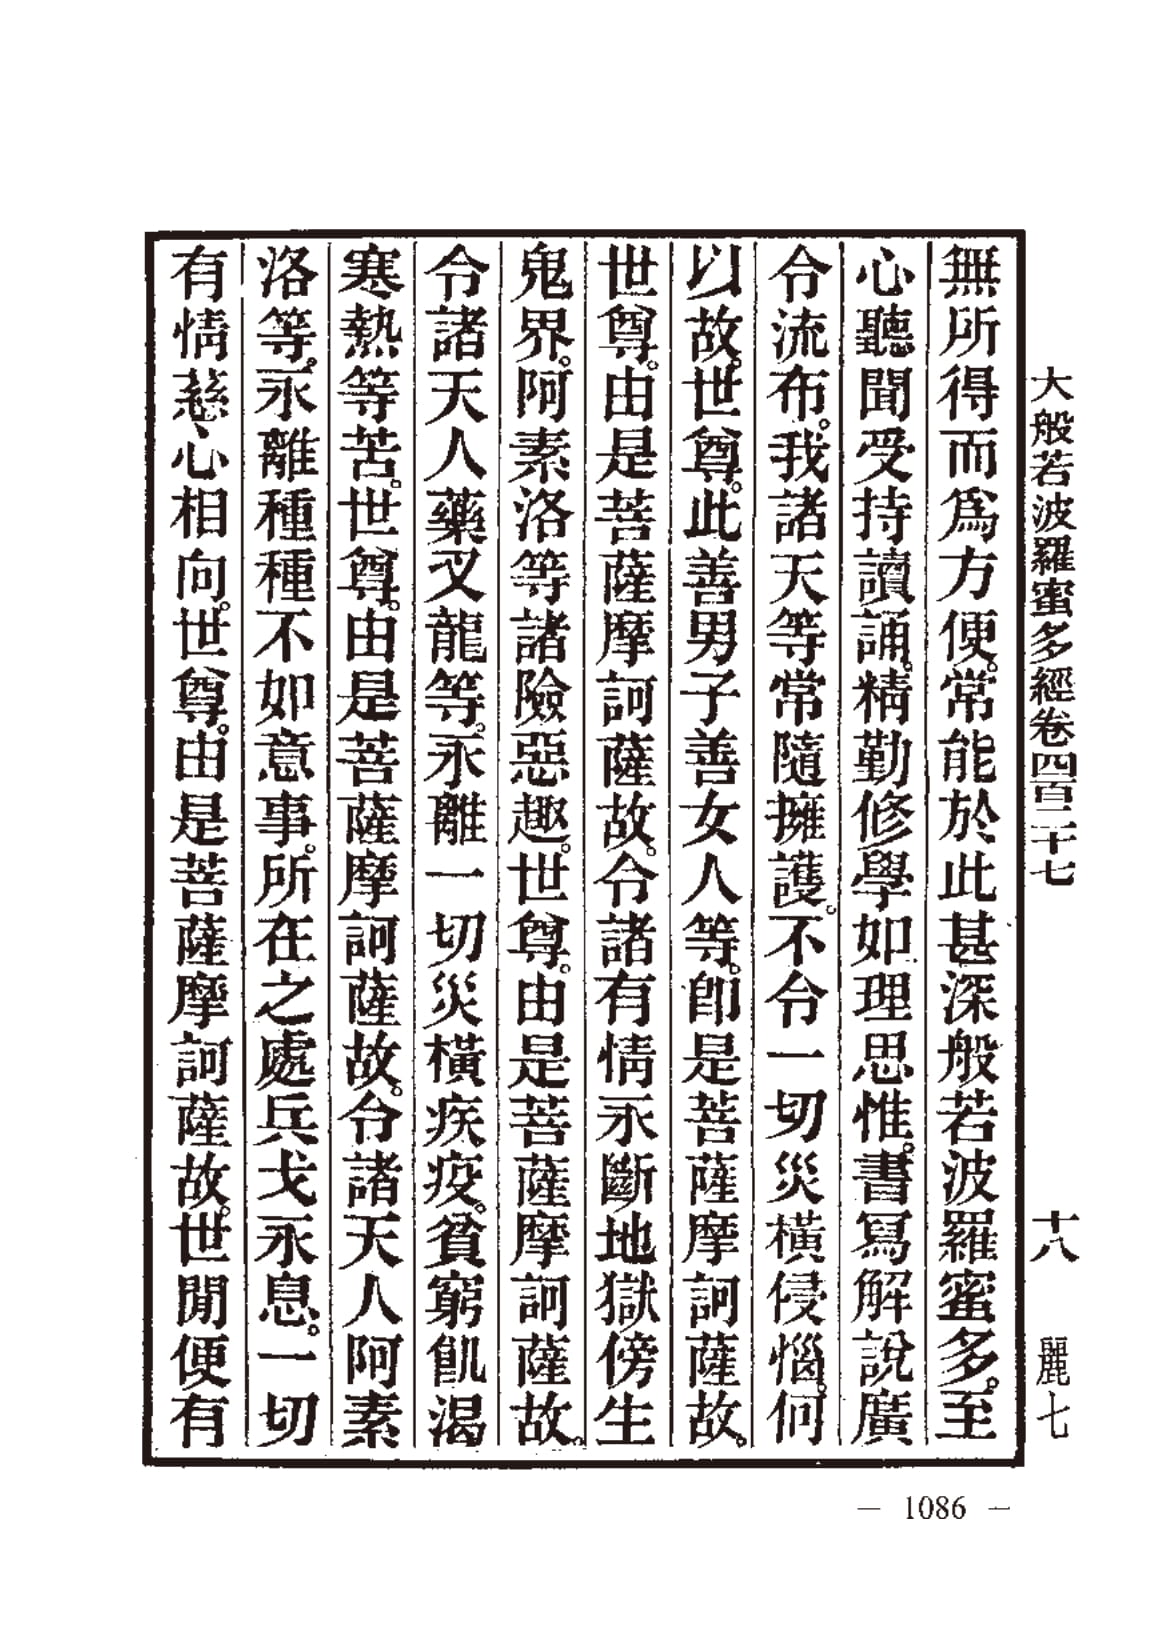 大般若波羅蜜多經卷四百二十七 十八 麗七
無所得而爲方便。常能於此甚深般若波羅蜜多。至
心聽聞受持讀誦。精勤修學如理思惟。書寫解說廣
令流布。我諸天等常隨擁護。不令一切災橫侵惱。何
以故。世尊。此善男子善女人等。卽是菩薩摩訶薩故。
世尊。由是菩薩摩訶薩故。令諸有情永斷地獄傍生
鬼界。阿素洛等諸險惡趣。世尊。由是菩薩摩訶薩故。
令諸天人藥叉龍等。永離一切災橫疾疫。貧窮飢渴
寒熱等苦。世尊。由是菩薩摩訶薩故。令諸天人阿素
洛等。永離種種不如意事。所在之處兵戈永息。一切
有情慈心相向。世尊。由是菩薩摩訶薩故。世閒便有
— 1086 —